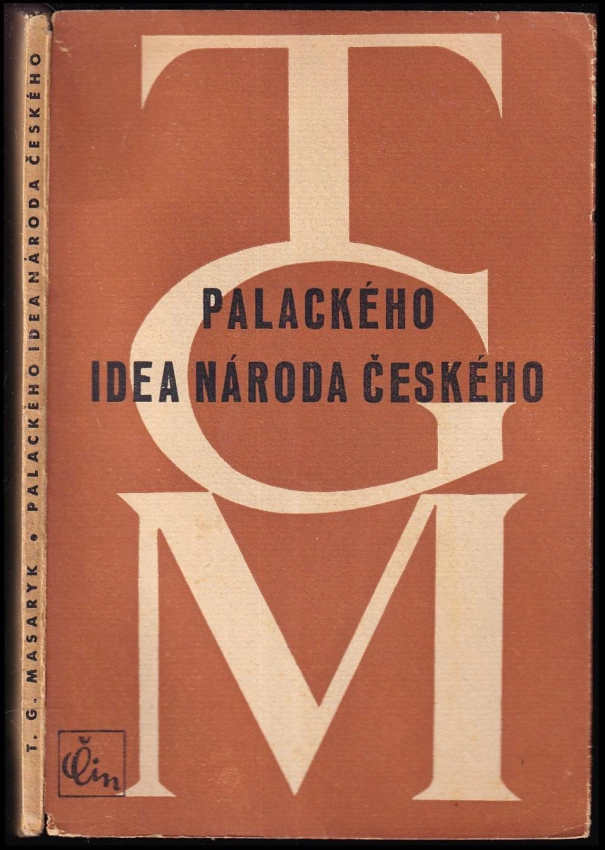 T. G. MASARYK • PALACKÉHO IDEA NÁRODA ČESKÉHO
T
G
M
PALACKÉHO
IDEA NÁRODA ČESKÉHO
Čin